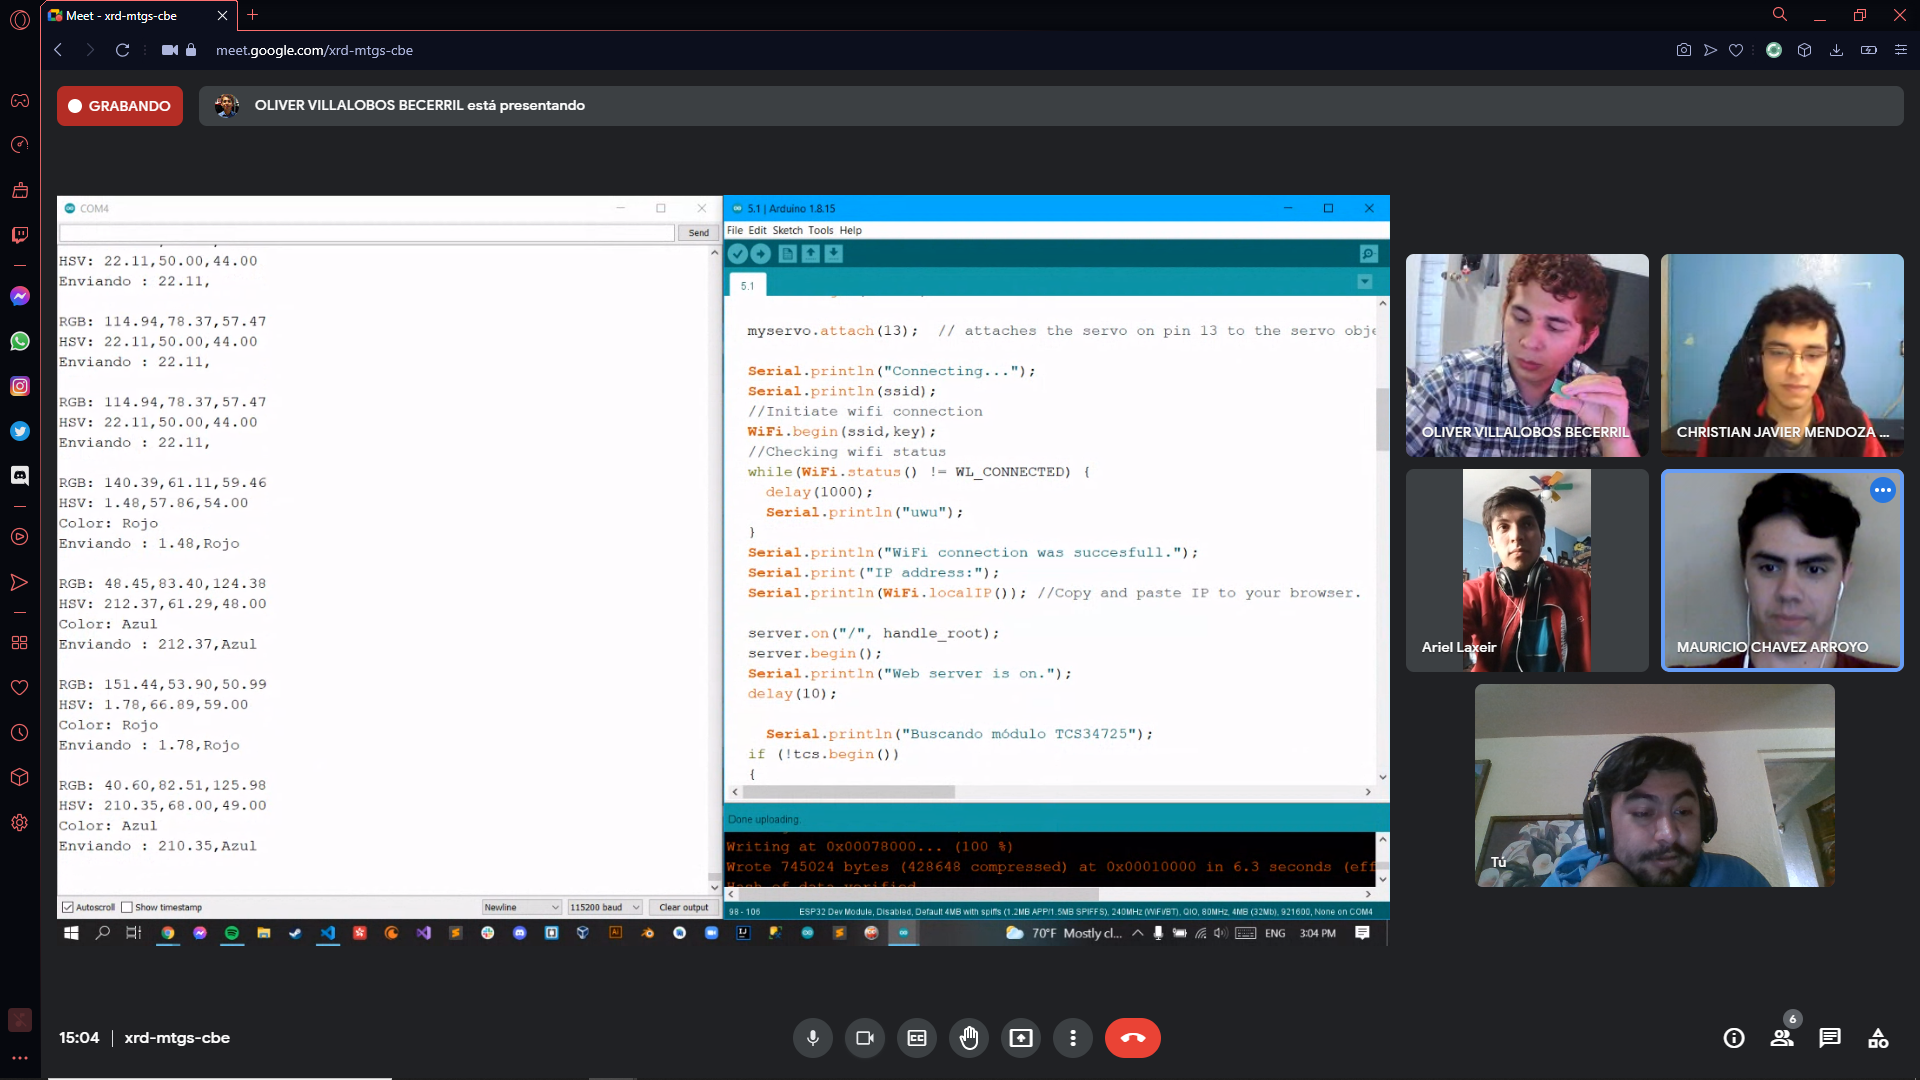 Meet - xrd-mtgs-cbe
meet.google.com/xrd-mtgs-cbe
GRABANDO
OLIVER VILLALOBOS BECERRIL está presentando
COM4
Send
HSV: 22.11,50.00,44.00
Enviando : 22.11,
RGB: 114.94,78.37,57.47
HSV: 22.11,50.00,44.00
Enviando : 22.11,
RGB: 114.94,78.37,57.47
HSV: 22.11,50.00,44.00
Enviando : 22.11,
RGB: 140.39,61.11,59.46
HSV: 1.48,57.86,54.00
Color: Rojo
Enviando : 1.48,Rojo
RGB: 48.45,83.40,124.38
HSV: 212.37,61.29,48.00
Color: Azul
Enviando : 212.37,Azul
RGB: 151.44,53.90,50.99
HSV: 1.78,66.89,59.00
Color: Rojo
Enviando : 1.78,Rojo
RGB: 40.60,82.51,125.98
HSV: 210.35,68.00,49.00
Color: Azul
Enviando : 210.35,Azul
Autoscroll Show timestamp
Newline
115200 baud
Clear output
5.1 | Arduino 1.8.15
File Edit Sketch Tools Help
5.1
myservo.attach(13);  // attaches the servo on pin 13 to the servo obje
Serial.println("Connecting...");
Serial.println(ssid);
//Initiate wifi connection
WiFi.begin(ssid,key);
//Checking wifi status
while(WiFi.status() != WL_CONNECTED) {
delay(1000);
Serial.println("uwu");
}
Serial.println("WiFi connection was succesfull.");
Serial.print("IP address:");
Serial.println(WiFi.localIP()); //Copy and paste IP to your browser.
server.on("/", handle_root);
server.begin();
Serial.println("Web server is on.");
delay(10);
Serial.println("Buscando módulo TCS34725");
if (!tcs.begin())
{
Done uploading.
Writing at 0x00078000... (100 %)
Wrote 745024 bytes (428648 compressed) at 0x00010000 in 6.3 seconds (eff
Hash of data verified
98 - 106
ESP32 Dev Module, Disabled, Default 4MB with spiffs (1.2MB APP/1.5MB SPIFFS), 240MHz (WiFi/BT), QIO, 80MHz, 4MB (32Mb), 921600, None on COM4
70°F Mostly cl...
ENG
3:04 PM
OLIVER VILLALOBOS BECERRIL
CHRISTIAN JAVIER MENDOZA ...
Ariel Laxeir
MAURICIO CHAVEZ ARROYO
Tú
15:04 | xrd-mtgs-cbe
6